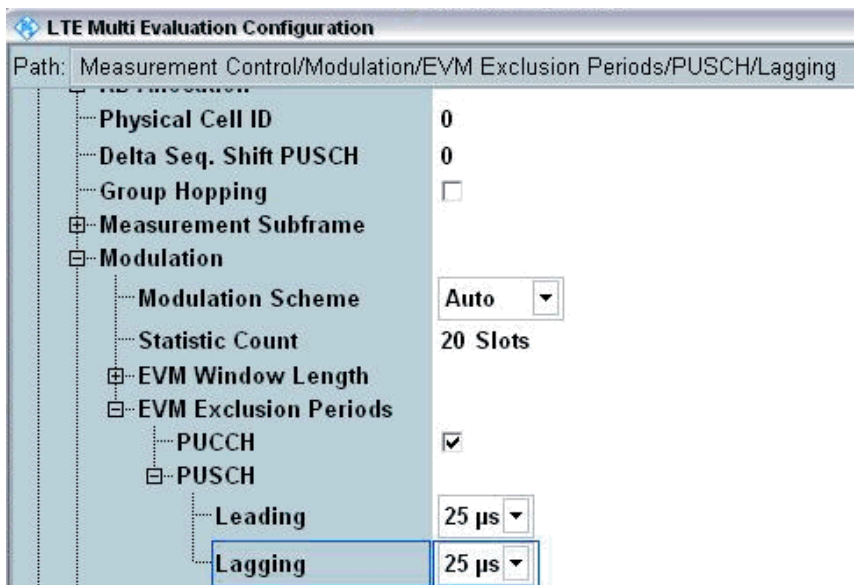 LTE Multi Evaluation Configuration
Path: Measurement Control/Modulation/EVM Exclusion Periods/PUSCH/Lagging
Physical Cell ID 0
Delta Seq. Shift PUSCH 0
Group Hopping
Measurement Subframe
Modulation
Modulation Scheme Auto
Statistic Count 20 Slots
EVM Window Length
EVM Exclusion Periods
PUCCH
PUSCH
Leading 25 µs
Lagging 25 µs